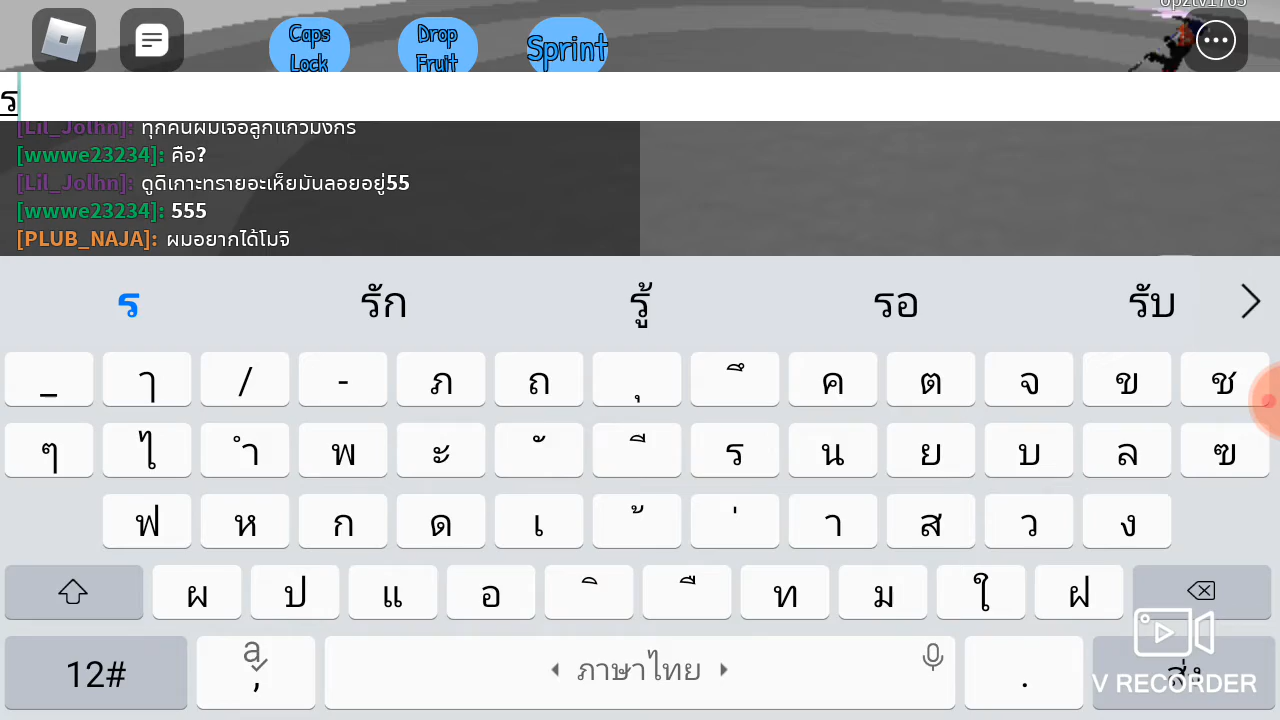 Upztv1765
Caps Lock
Drop Fruit
Sprint
ร
[Lil_Jolhn]: ทุกคนผมเจอลูกแก้วมังกร
[wwwe23234]: คือ?
[Lil_Jolhn]: ดูดิเกาะทรายอะเหี้ยมันลอยอยู่55
[wwwe23234]: 555
[PLUB_NAJA]: ผมอยากได้โมจิ
ร รัก รู้ รอ รับ
_ ๅ / - ภ ถ ุ ึ ค ต จ ข ช
ๆ ไ ำ พ ะ ั ี ร น ย บ ล ฃ
ฟ ห ก ด เ ้ ่ า ส ว ง
ผ ป แ อ ิ ื ท ม ใ ฝ
12# a , ภาษาไทย . ส่ง
V RECORDER